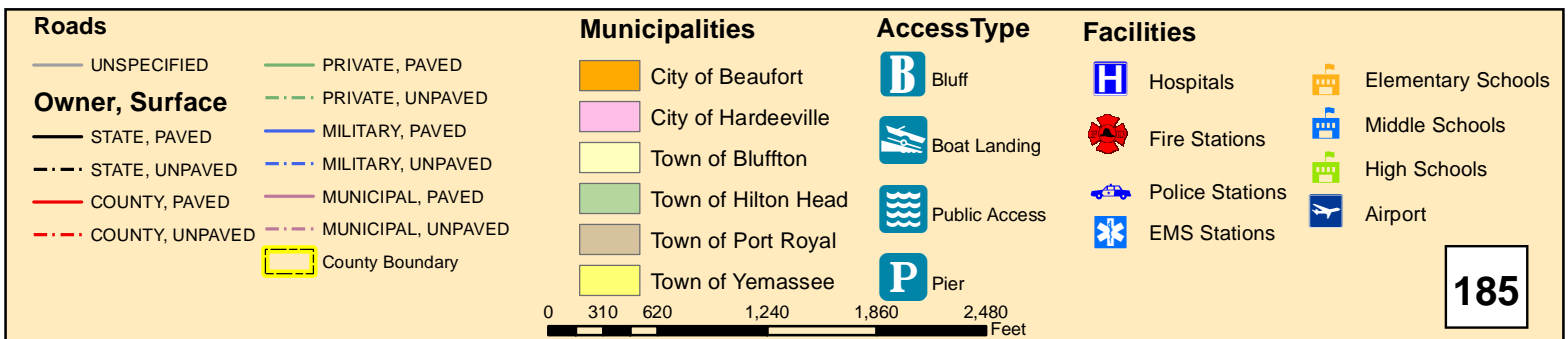 Roads
UNSPECIFIED
Owner, Surface
STATE, PAVED
STATE, UNPAVED
COUNTY, PAVED
COUNTY, UNPAVED
PRIVATE, PAVED
PRIVATE, UNPAVED
MILITARY, PAVED
MILITARY, UNPAVED
MUNICIPAL, PAVED
MUNICIPAL, UNPAVED
County Boundary
Municipalities
City of Beaufort
City of Hardeeville
Town of Bluffton
Town of Hilton Head
Town of Port Royal
Town of Yemassee
AccessType
B Bluff
Boat Landing
Public Access
P Pier
Facilities
H Hospitals
Fire Stations
Police Stations
EMS Stations
Elementary Schools
Middle Schools
High Schools
Airport
0 310 620 1,240 1,860 2,480
Feet
185